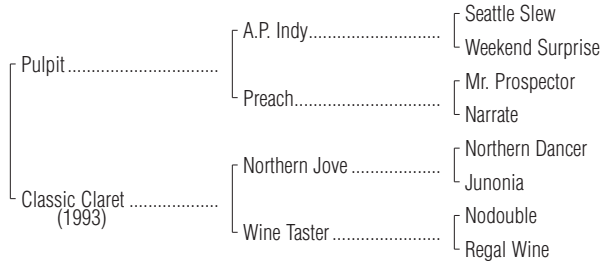 Seattle Slew
A.P. Indy
Weekend Surprise
Pulpit
Mr. Prospector
Preach
Narrate
Northern Dancer
Northern Jove
Junonia
Classic Claret
(1993)
Nodouble
Wine Taster
Regal Wine